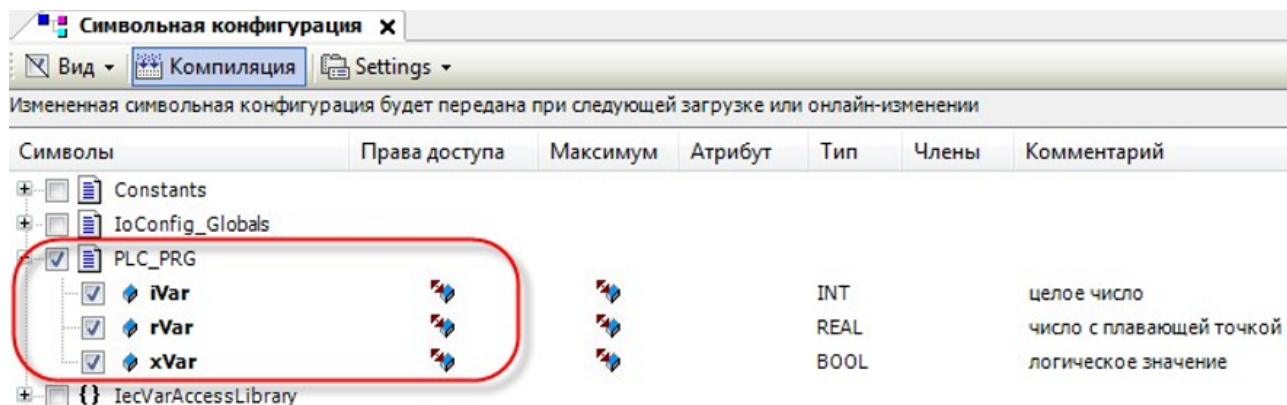 Символьная конфигурация X
Вид Компиляция Settings
Измененная символьная конфигурация будет передана при следующей загрузке или онлайн-изменении
Символы Права доступа Максимум Атрибут Тип Члены Комментарий
Constants
IoConfig_Globals
PLC_PRG
iVar INT целое число
rVar REAL число с плавающей точкой
xVar BOOL логическое значение
{} IecVarAccessLibrary